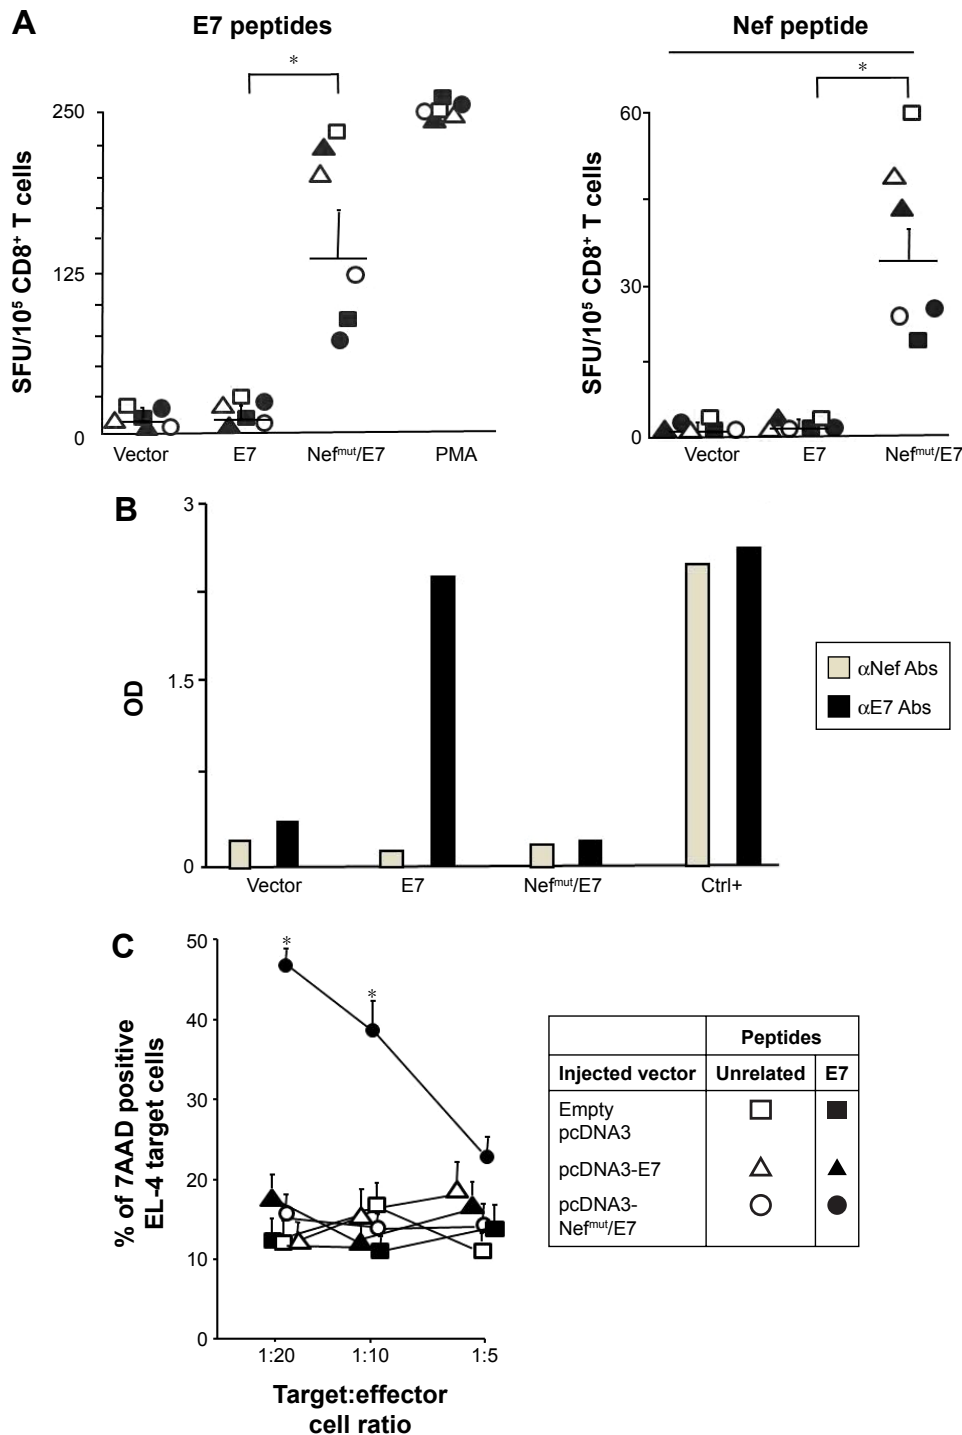 A
E7 peptides
Nef peptide
*
*
250
125
0
SFU/10⁵ CD8⁺ T cells
Vector E7 Nefᵐᵘᵗ/E7 PMA
60
30
0
SFU/10⁵ CD8⁺ T cells
Vector E7 Nefᵐᵘᵗ/E7
B
3
1.5
0
OD
Vector E7 Nefᵐᵘᵗ/E7 Ctrl+
αNef Abs
αE7 Abs
C
50
40
30
20
10
0
% of 7AAD positive
EL-4 target cells
*
*
1:20 1:10 1:5
Target:effector
cell ratio
Peptides
Injected vector Unrelated E7
Empty
pcDNA3
pcDNA3-E7
pcDNA3-
Nefᵐᵘᵗ/E7